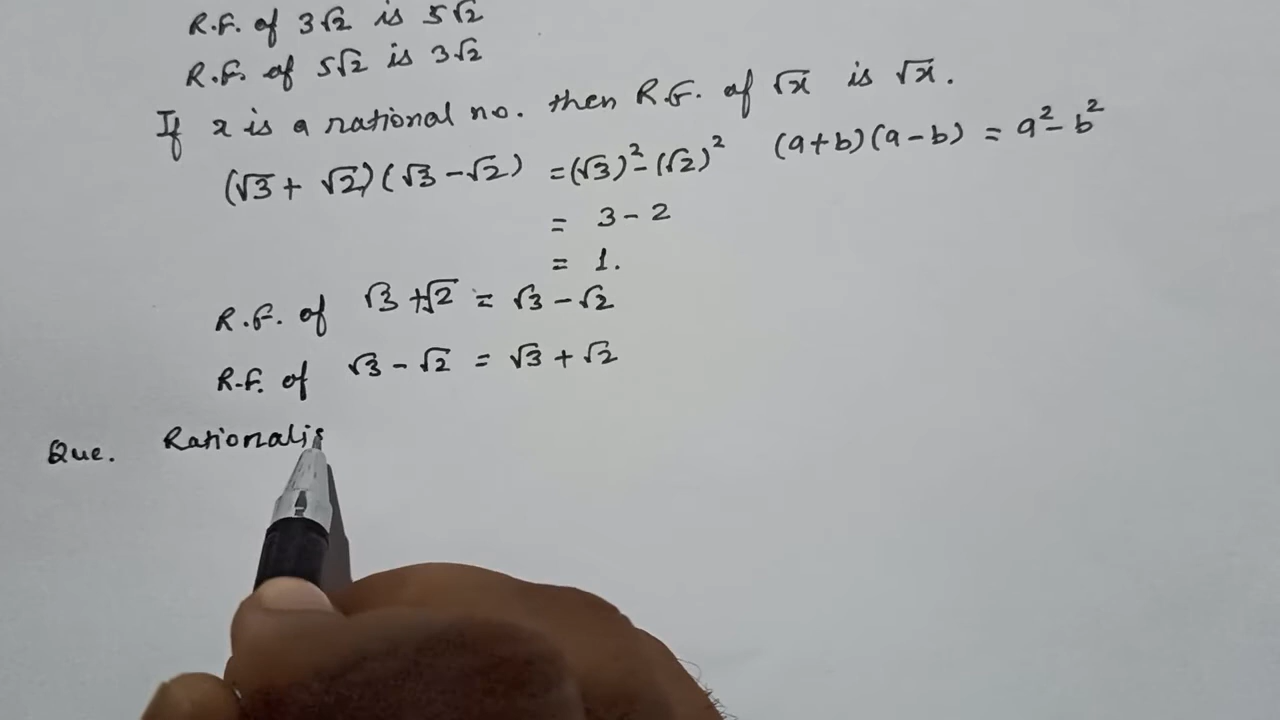 R.F. of 3√2 is 5√2
R.F. of 5√2 is 3√2
If x is a rational no. then R.F. of √x is √x.
(√3 + √2)(√3 - √2) = (√3)² - (√2)² (a+b)(a-b) = a² - b²
= 3 - 2
= 1.
R.F. of √3 + √2 = √3 - √2
R.F. of √3 - √2 = √3 + √2
Que. Rationalis